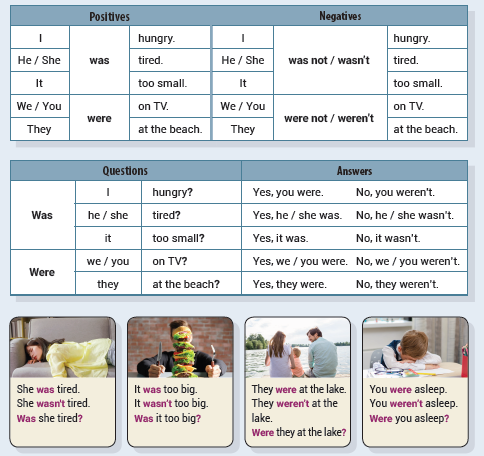 Positives Negatives
I was hungry. I was not / wasn't hungry.
He / She tired. He / She tired.
It too small. It too small.
We / You were on TV. We / You were not / weren't on TV.
They at the beach. They at the beach.
Questions Answers
Was I hungry? Yes, you were. No, you weren't.
he / she tired? Yes, he / she was. No, he / she wasn't.
it too small? Yes, it was. No, it wasn't.
Were we / you on TV? Yes, we / you were. No, we / you weren't.
they at the beach? Yes, they were. No, they weren't.
She was tired.
She wasn't tired.
Was she tired?
It was too big.
It wasn't too big.
Was it too big?
They were at the lake.
They weren't at the
lake.
Were they at the lake?
You were asleep.
You weren't asleep.
Were you asleep?